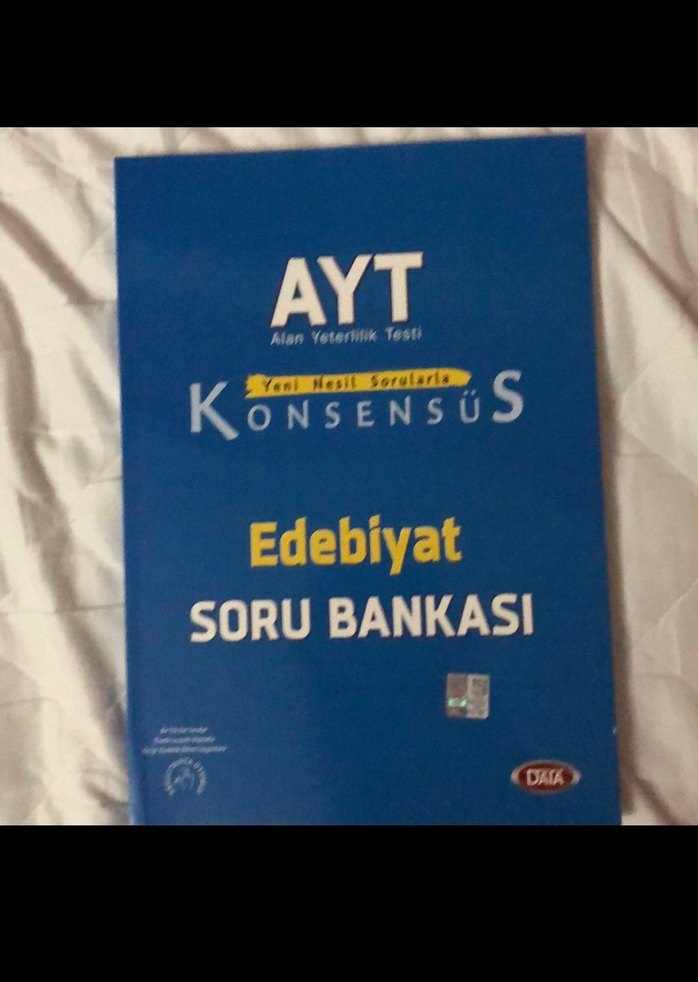 AYT
Alan Yeterlilik Testi
Yeni Nesil Sorularla
KONSENSÜS
Edebiyat
SORU BANKASI
DATA